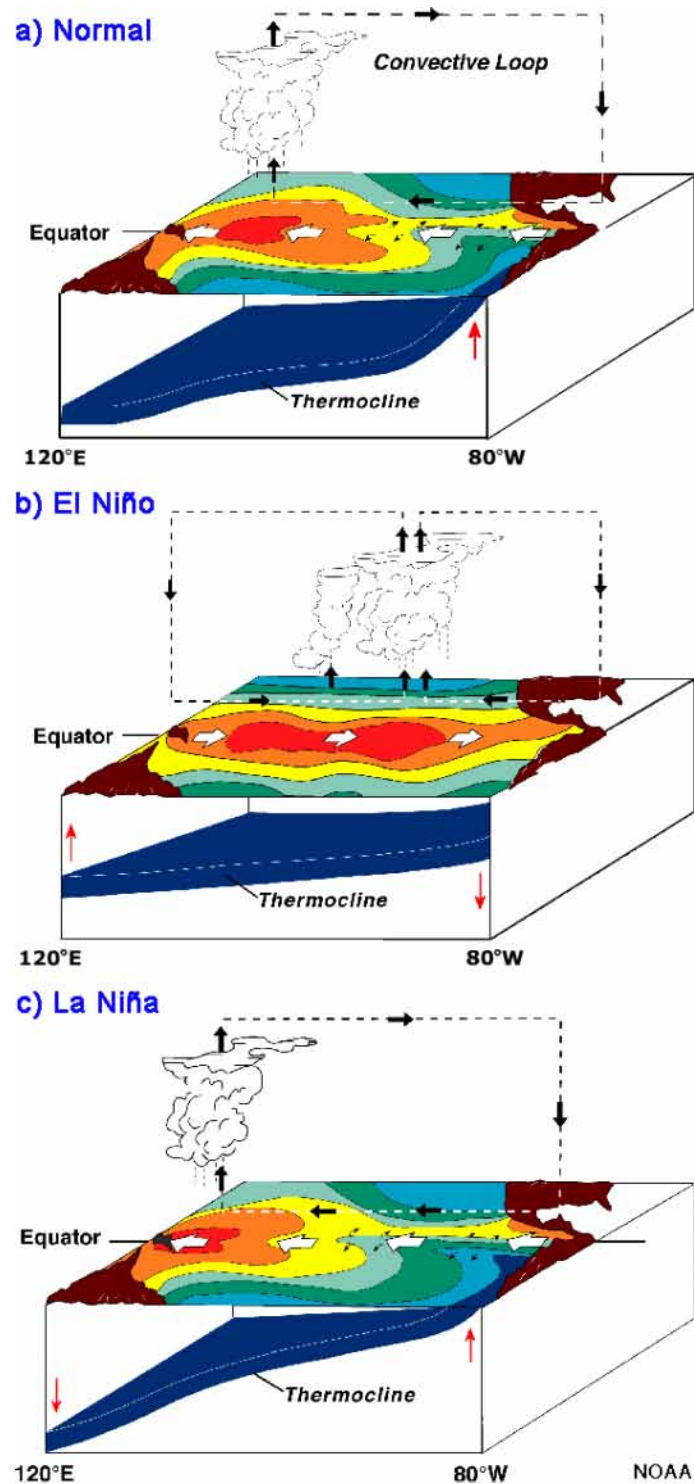 a) Normal
Convective Loop
Equator
Thermocline
120°E 80°W
b) El Niño
Equator
Thermocline
120°E 80°W
c) La Niña
Equator
Thermocline
120°E 80°W NOAA